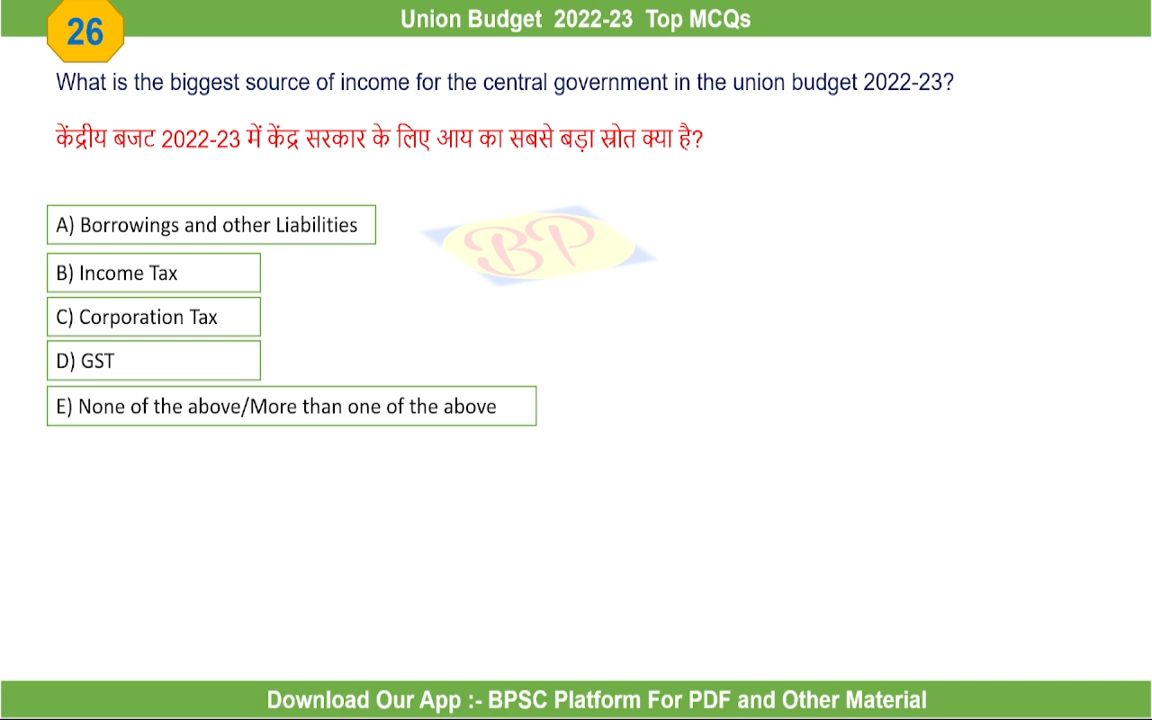 Union Budget 2022-23 Top MCQs
26
What is the biggest source of income for the central government in the union budget 2022-23?
केंद्रीय बजट 2022-23 में केंद्र सरकार के लिए आय का सबसे बड़ा स्रोत क्या है?
A) Borrowings and other Liabilities
BP
B) Income Tax
C) Corporation Tax
D) GST
E) None of the above/More than one of the above
Download Our App :- BPSC Platform For PDF and Other Material